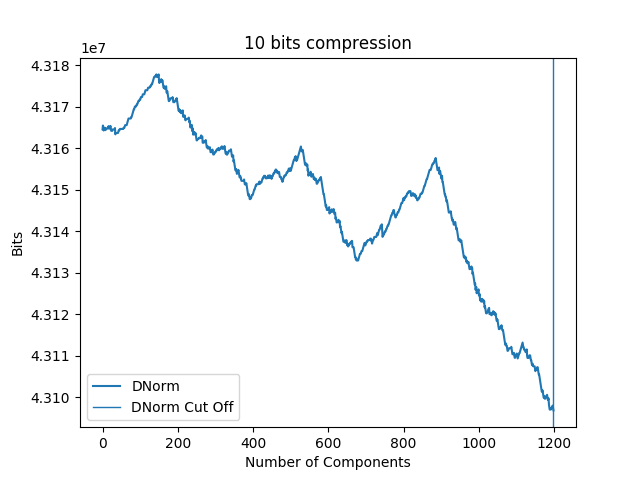 10 bits compression
1e7
4.318
4.317
4.316
4.315
4.314
4.313
4.312
4.311
4.310
Bits
DNorm
DNorm Cut Off
0 200 400 600 800 1000 1200
Number of Components